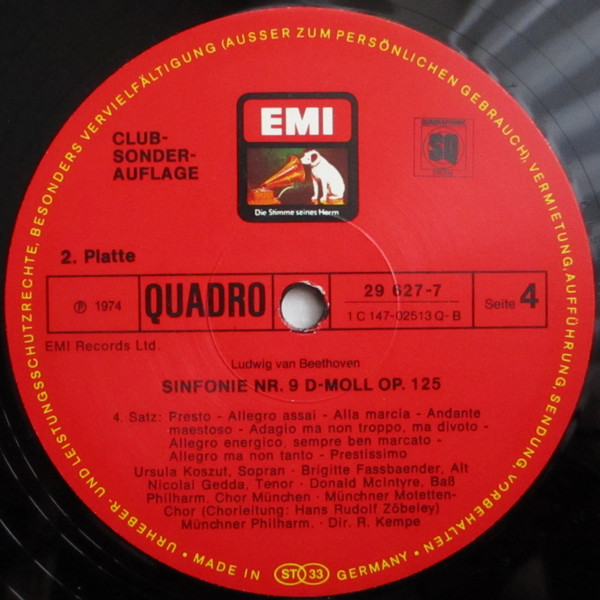 URHEBER- UND LEISTUNGSSCHUTZRECHTE, BESONDERS VERVIELFÄLTIGUNG (AUSSER ZUM PERSÖNLICHEN GEBRAUCH), VERMIETUNG, AUFFÜHRUNG, SENDUNG, VORBEHALTEN
EMI
Die Stimme seines Herrn
SQ
CLUB-
SONDER-
AUFLAGE
2. Platte
℗ 1974
QUADRO
29 627-7
1 C 147-02513 Q-B
Seite 4
EMI Records Ltd.
Ludwig van Beethoven
SINFONIE NR. 9 D-MOLL OP. 125
4. Satz: Presto - Allegro assai - Alla marcia - Andante
maestoso - Adagio ma non troppo, ma divoto -
Allegro energico, sempre ben marcato -
Allegro ma non tanto - Prestissimo
Ursula Koszut, Sopran · Brigitte Fassbaender, Alt
Nicolai Gedda, Tenor · Donald McIntyre, Baß
Philharm. Chor München · Münchner Motetten-
Chor (Chorleitung: Hans Rudolf Zöbeley)
Münchner Philharm. · Dir. R. Kempe
• MADE IN ST 33 GERMANY •